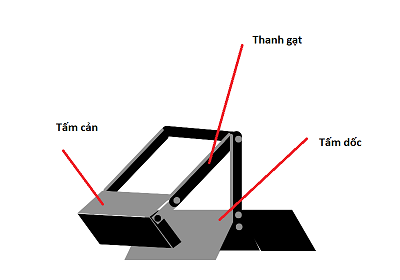 Thanh gạt
Tấm cản
Tấm dốc